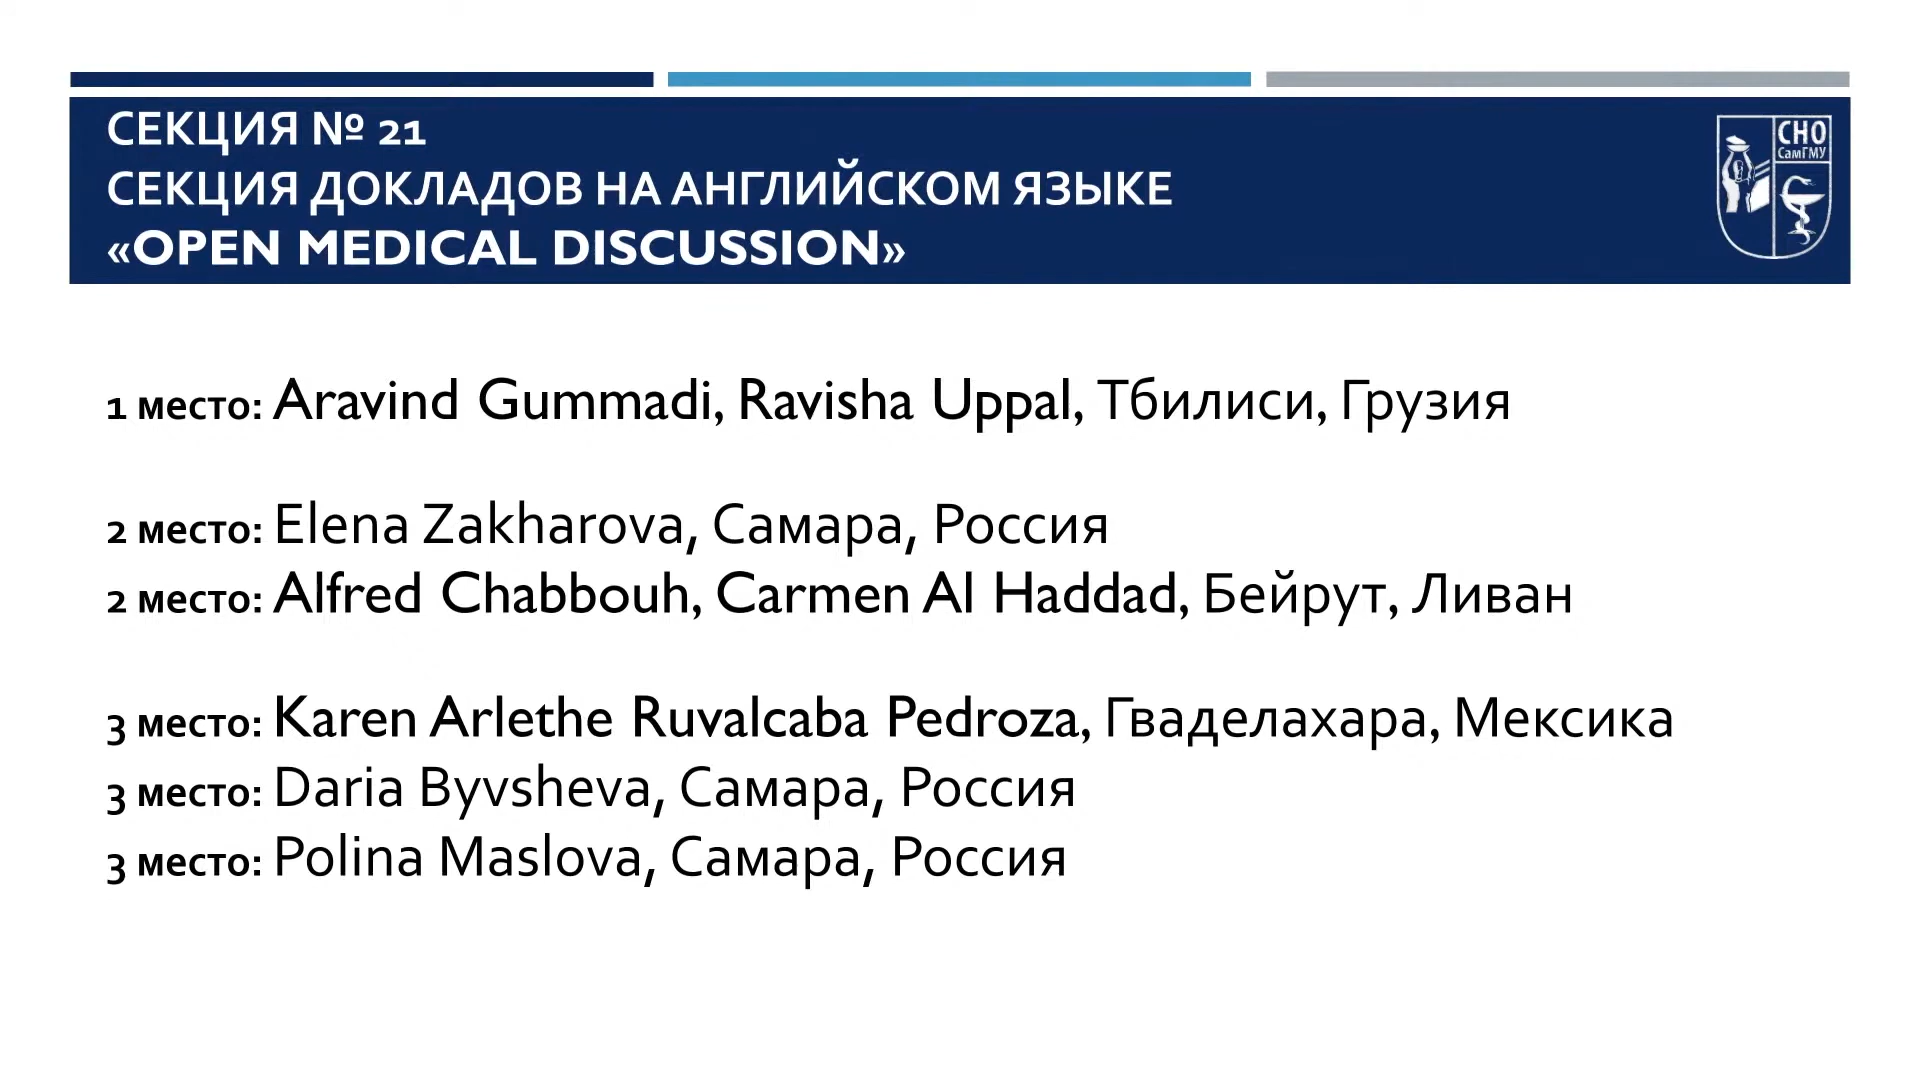 СЕКЦИЯ № 21
СЕКЦИЯ ДОКЛАДОВ НА АНГЛИЙСКОМ ЯЗЫКЕ
«OPEN MEDICAL DISCUSSION»
СНО
СамГМУ
1 место: Aravind Gummadi, Ravisha Uppal, Тбилиси, Грузия
2 место: Elena Zakharova, Самара, Россия
2 место: Alfred Chabbouh, Carmen Al Haddad, Бейрут, Ливан
3 место: Karen Arlethe Ruvalcaba Pedroza, Гваделахара, Мексика
3 место: Daria Byvsheva, Самара, Россия
3 место: Polina Maslova, Самара, Россия